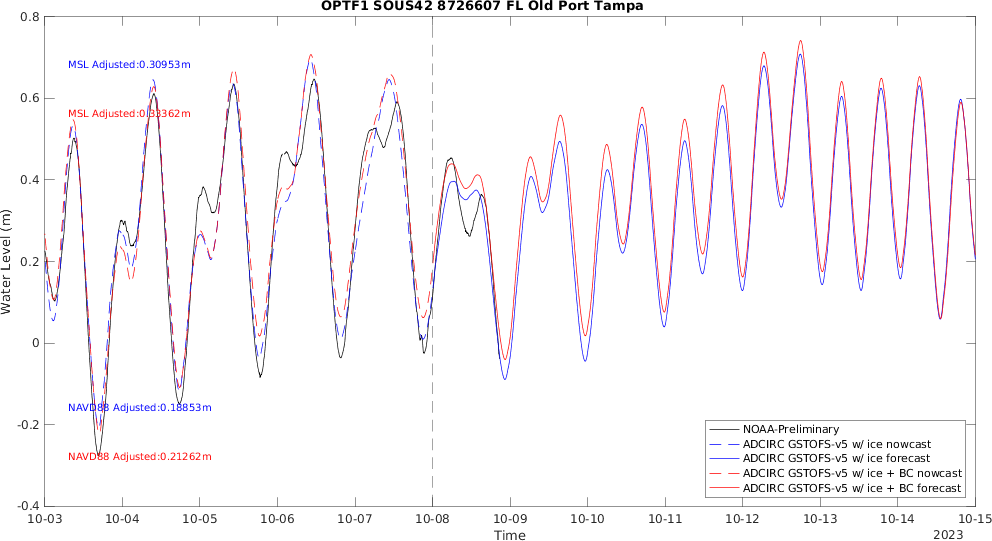 OPTF1 SOUS42 8726607 FL Old Port Tampa
Water Level (m)
0.8
0.6
0.4
0.2
0
-0.2
-0.4
MSL Adjusted:0.30953m
MSL Adjusted:0.33362m
NAVD88 Adjusted:0.18853m
NAVD88 Adjusted:0.21262m
NOAA-Preliminary
ADCIRC GSTOFS-v5 w/ ice nowcast
ADCIRC GSTOFS-v5 w/ ice forecast
ADCIRC GSTOFS-v5 w/ ice + BC nowcast
ADCIRC GSTOFS-v5 w/ ice + BC forecast
10-03 10-04 10-05 10-06 10-07 10-08 10-09 10-10 10-11 10-12 10-13 10-14 10-15
Time
2023